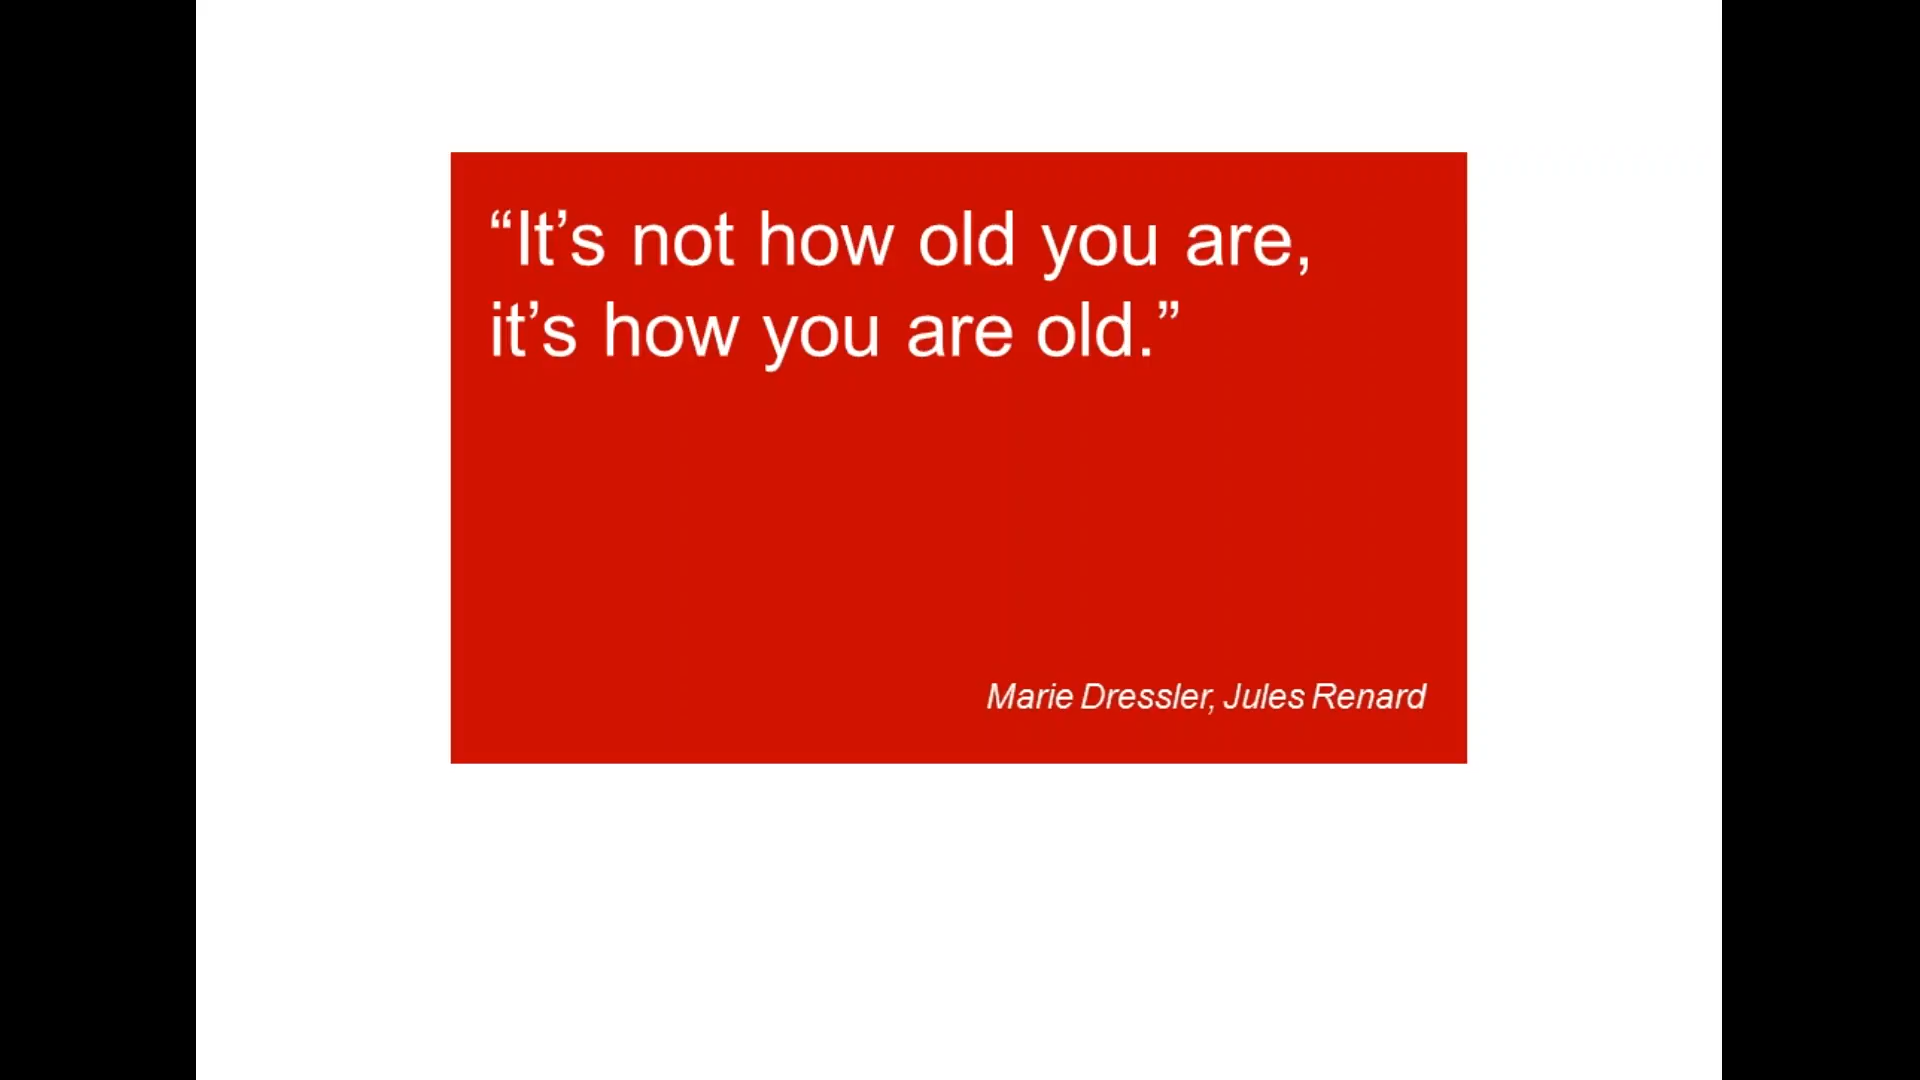 “It’s not how old you are,
it’s how you are old.”
Marie Dressler, Jules Renard